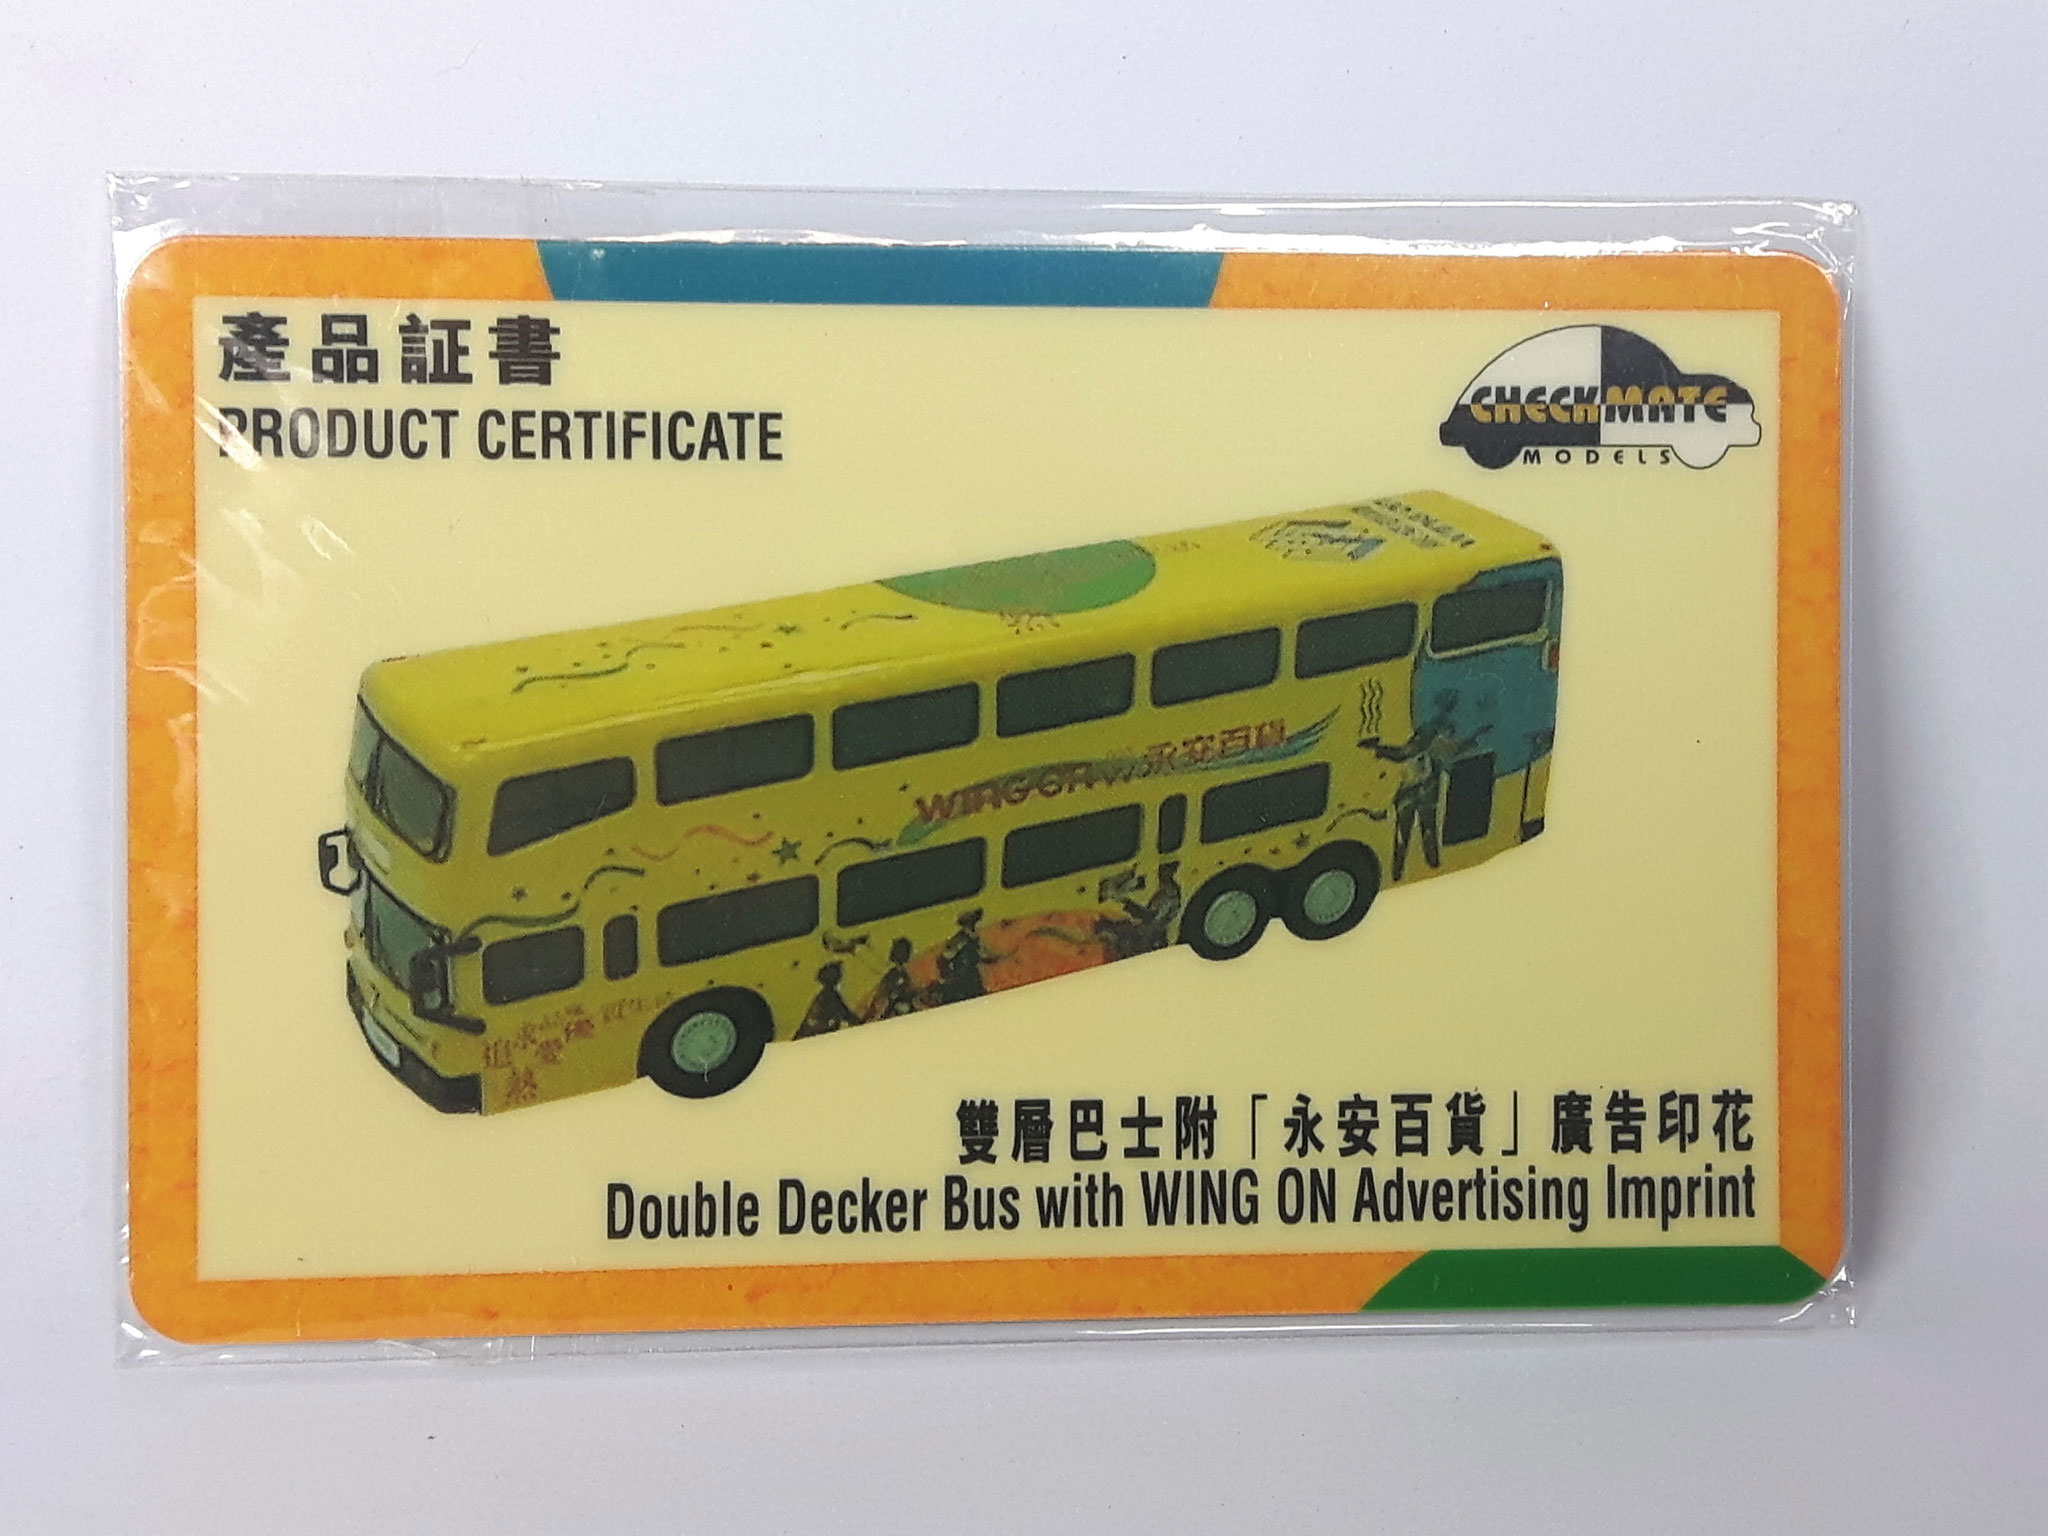 產品証書
PRODUCT CERTIFICATE
CHECKMATE
MODELS
WING ON 永安百貨
雙層巴士附「永安百貨」廣告印花
Double Decker Bus with WING ON Advertising Imprint